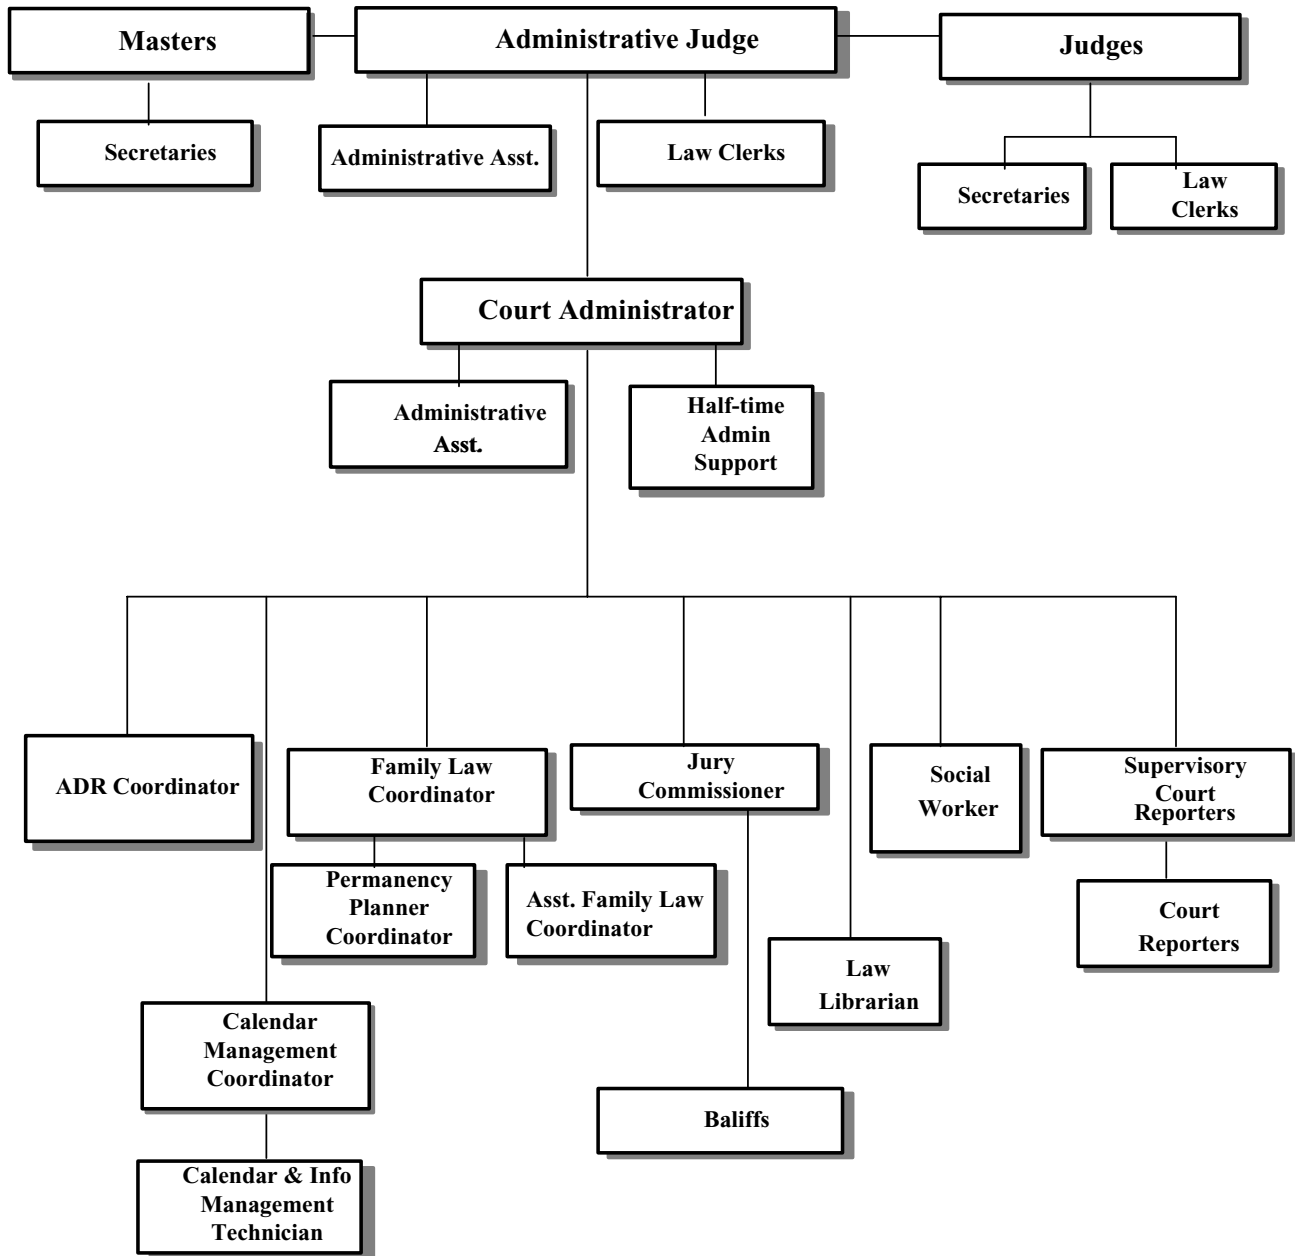 Masters
Administrative Judge
Judges
Secretaries
Administrative Asst.
Law Clerks
Secretaries
Law
Clerks
Court Administrator
Administrative
Asst.
Half-time
Admin
Support
ADR Coordinator
Family Law
Coordinator
Jury
Commissioner
Social
Worker
Supervisory
Court
Reporters
Permanency
Planner
Coordinator
Asst. Family Law
Coordinator
Court
Reporters
Law
Librarian
Calendar
Management
Coordinator
Baliffs
Calendar & Info
Management
Technician